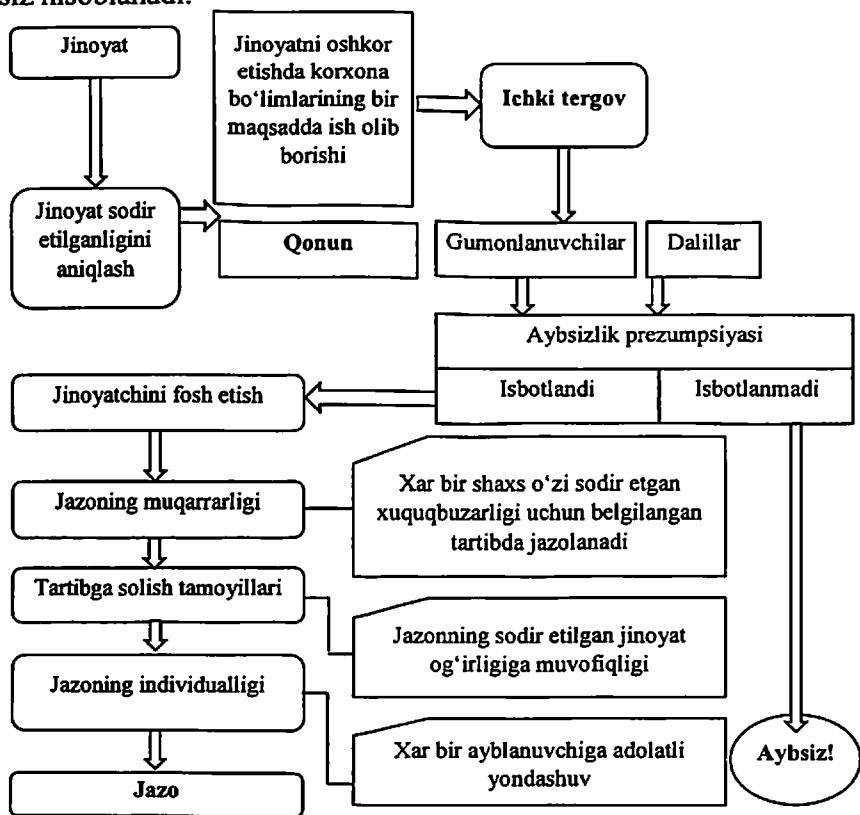 siz hisoblanadi.
Jinoyat
Jinoyatni oshkor
etishda korxona
bo‘limlarining bir
maqsadda ish olib
borishi
Ichki tergov
Jinoyat sodir
etilganligini
aniqlash
Qonun
Gumonlanuvchilar
Dalillar
Aybsizlik prezumpsiyasi
Isbotlandi
Isbotlanmadi
Jinoyatchini fosh etish
Jazoning muqarrarligi
Xar bir shaxs o‘zi sodir etgan
xuquqbuzarligi uchun belgilangan
tartibda jazolanadi
Tartibga solish tamoyillari
Jazonning sodir etilgan jinoyat
og‘irligiga muvofiqligi
Jazoning individualligi
Xar bir ayblanuvchiga adolatli
yondashuv
Aybsiz!
Jazo